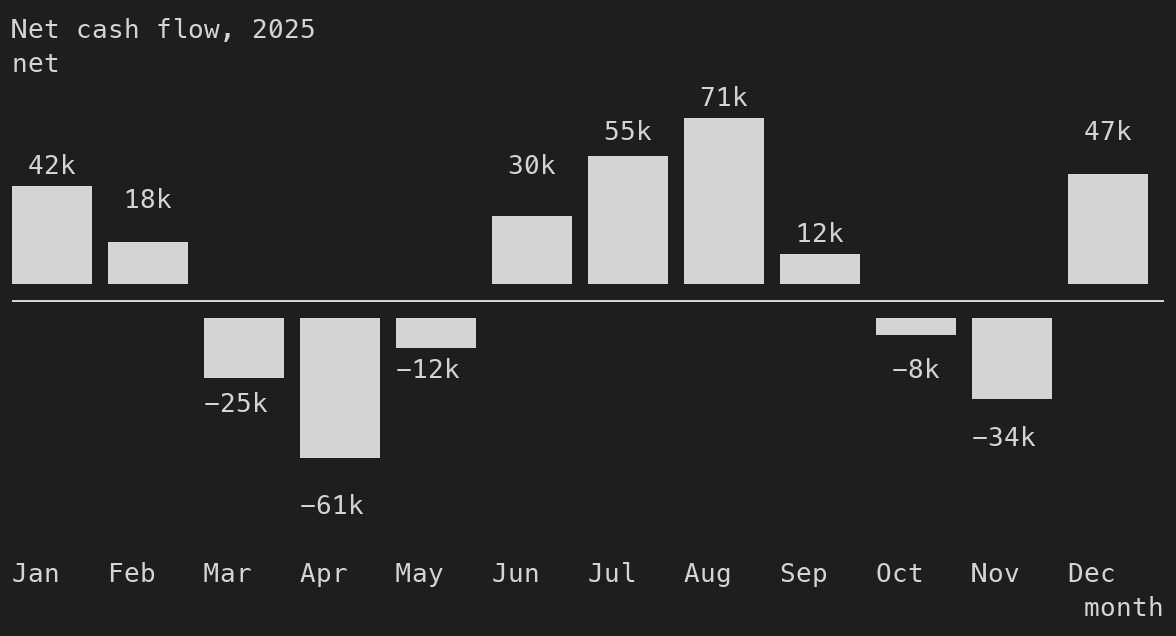 Net cash flow, 2025
net
71k
55k 47k
42k 30k
18k
12k
−12k −8k
−25k
−34k
−61k
Jan Feb Mar Apr May Jun Jul Aug Sep Oct Nov Dec
month